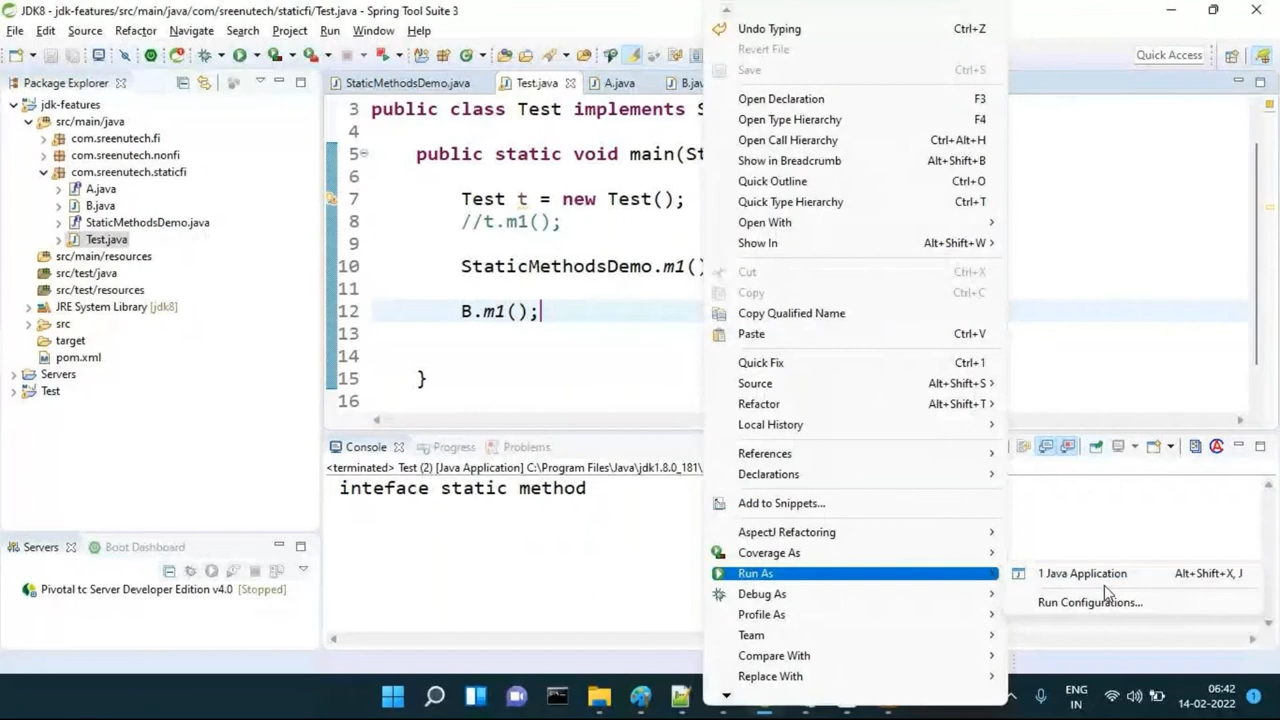 JDK8 - jdk-features/src/main/java/com/sreenutech/staticfi/Test.java - Spring Tool Suite 3
File Edit Source Refactor Navigate Search Project Run Window Help
Quick Access
Package Explorer
jdk-features
src/main/java
com.sreenutech.fi
com.sreenutech.nonfi
com.sreenutech.staticfi
A.java
B.java
StaticMethodsDemo.java
Test.java
src/main/resources
src/test/java
src/test/resources
JRE System Library [jdk8]
src
target
pom.xml
Servers
Test
Servers Boot Dashboard
Pivotal tc Server Developer Edition v4.0 [Stopped]
StaticMethodsDemo.java Test.java A.java B.jav
3 public class Test implements S
4
5 public static void main(St
6
7 Test t = new Test();
8 //t.m1();
9
10 StaticMethodsDemo.m1()
11
12 B.m1();
13
14
15 }
16
Console Progress Problems
<terminated> Test (2) [Java Application] C:\Program Files\Java\jdk1.8.0_181\
inteface static method
Undo Typing Ctrl+Z
Revert File
Save Ctrl+S
Open Declaration F3
Open Type Hierarchy F4
Open Call Hierarchy Ctrl+Alt+H
Show in Breadcrumb Alt+Shift+B
Quick Outline Ctrl+O
Quick Type Hierarchy Ctrl+T
Open With
Show In Alt+Shift+W
Cut Ctrl+X
Copy Ctrl+C
Copy Qualified Name
Paste Ctrl+V
Quick Fix Ctrl+1
Source Alt+Shift+S
Refactor Alt+Shift+T
Local History
References
Declarations
Add to Snippets...
AspectJ Refactoring
Coverage As
Run As
Debug As
Profile As
Team
Compare With
Replace With
1 Java Application Alt+Shift+X, J
Run Configurations...
ENG
IN
06:42
14-02-2022